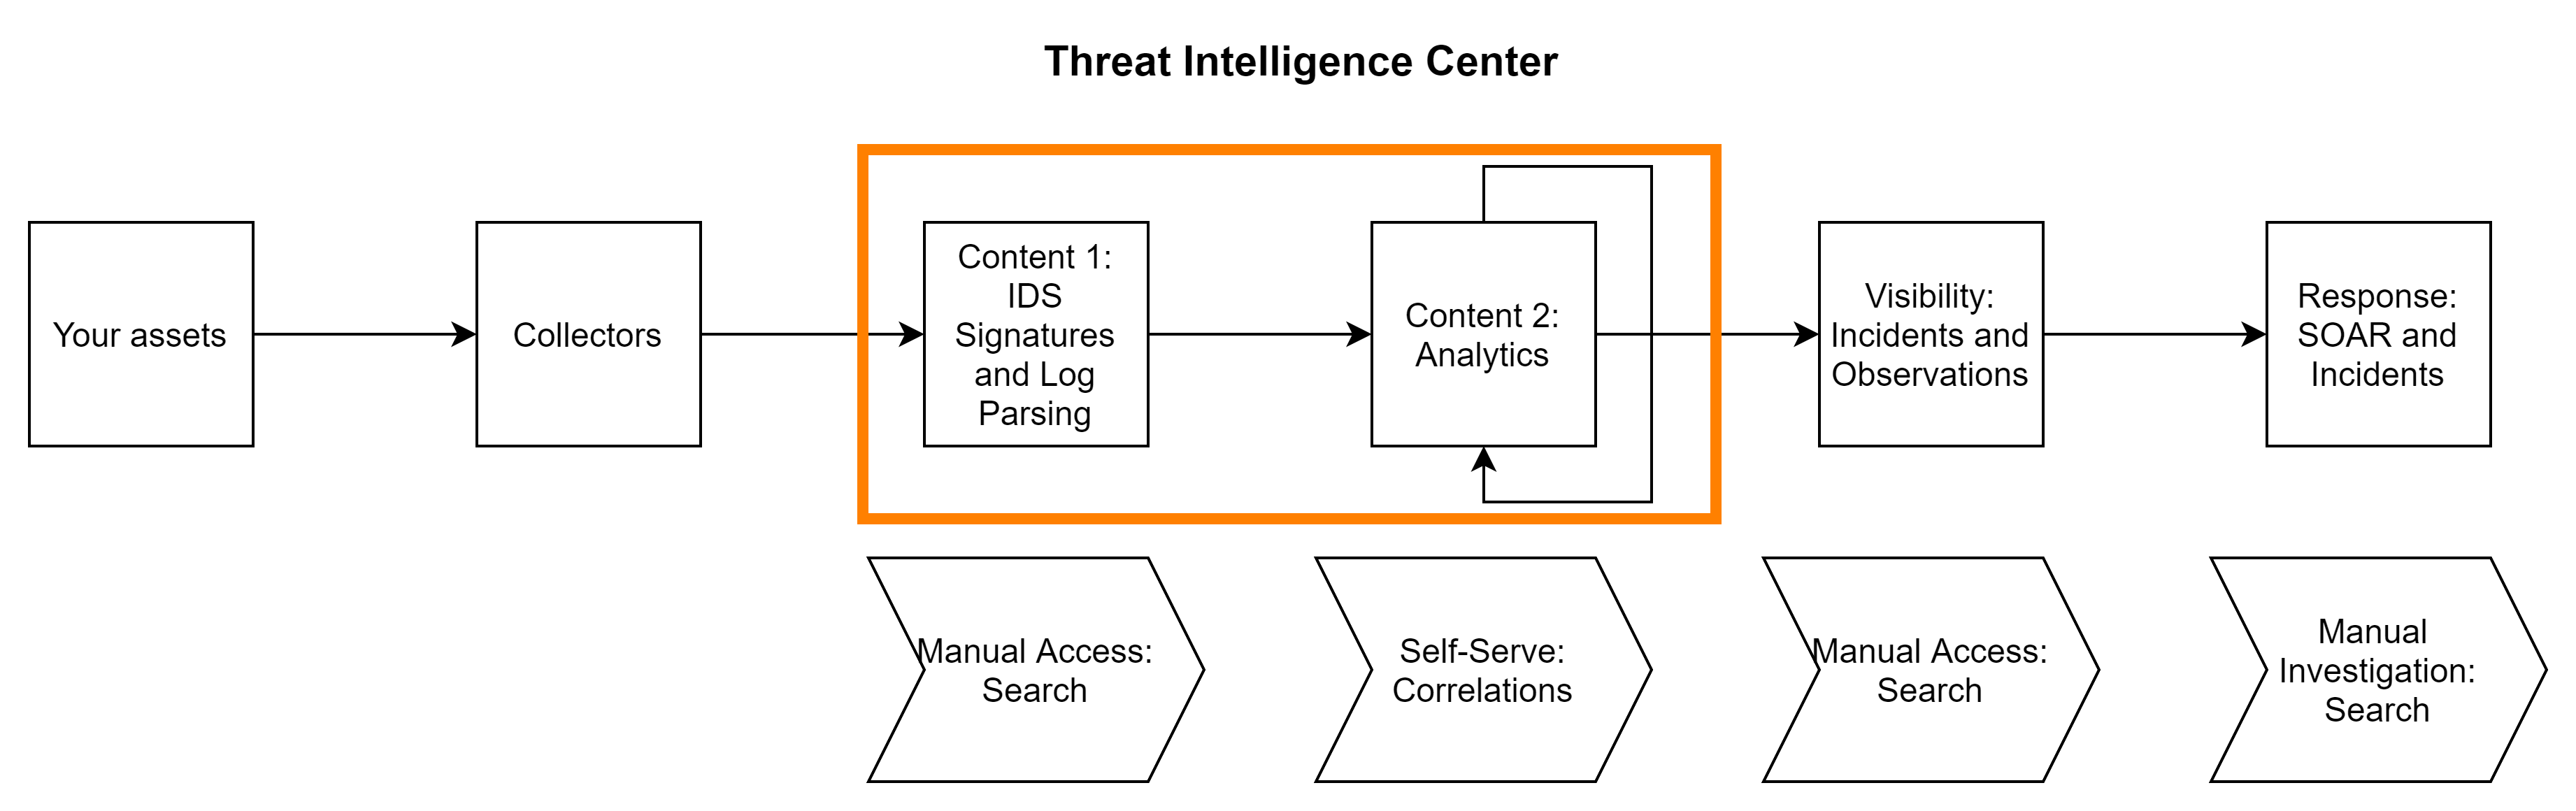 Threat Intelligence Center
Your assets
Collectors
Content 1:
IDS
Signatures
and Log
Parsing
Content 2:
Analytics
Visibility:
Incidents and
Observations
Response:
SOAR and
Incidents
Manual Access:
Search
Self-Serve:
Correlations
Manual Access:
Search
Manual
Investigation:
Search